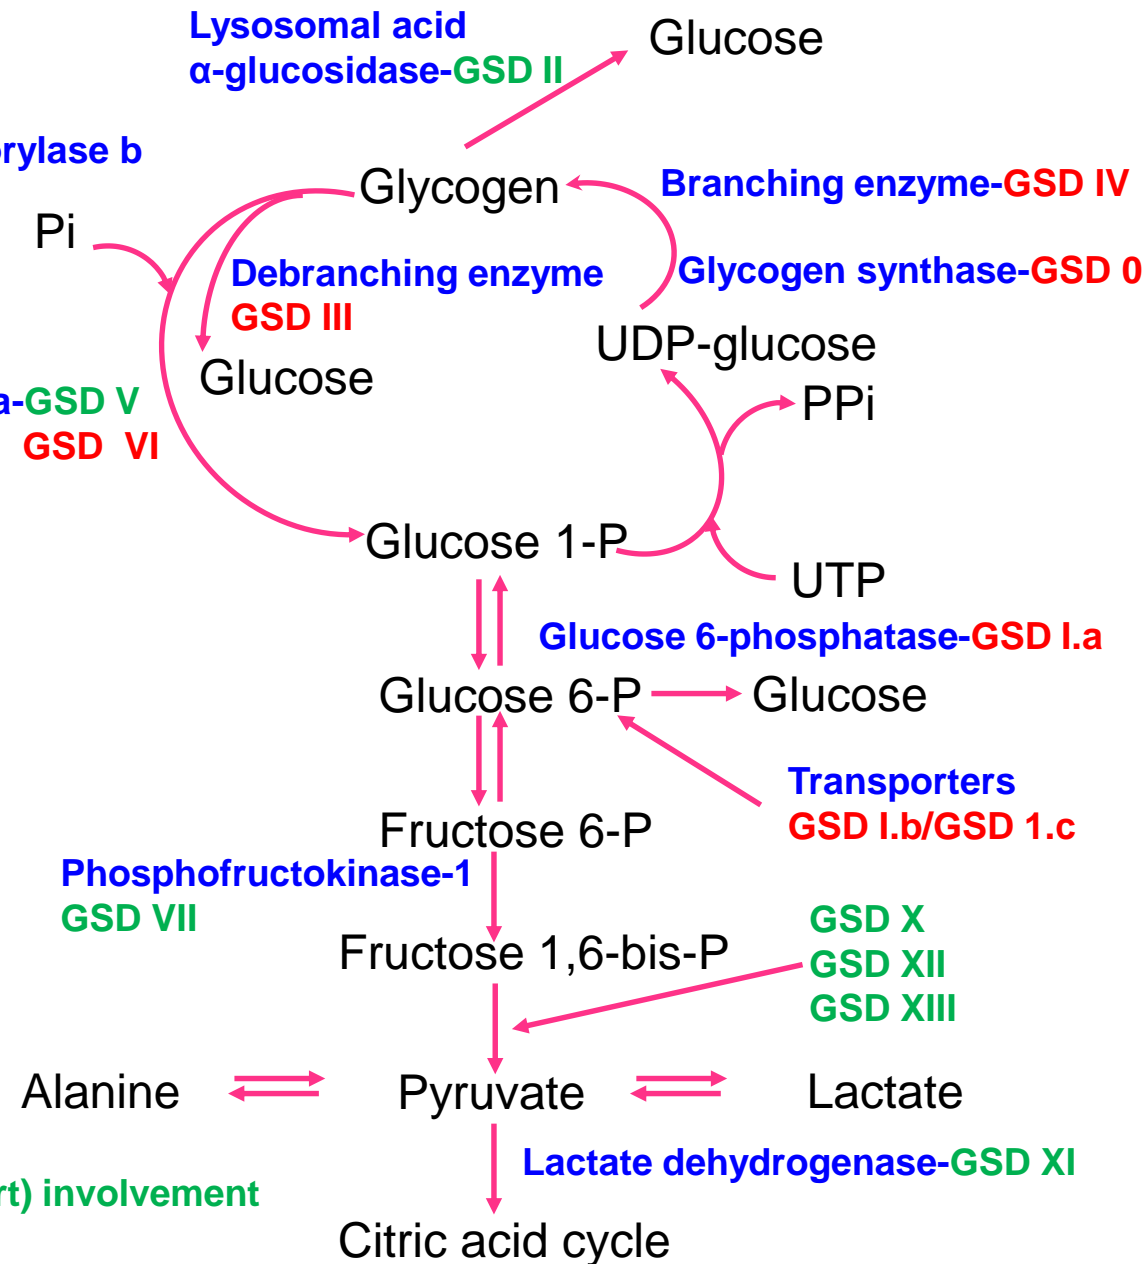 Lysosomal acid
α-glucosidase-GSD II
Glucose
orylase b
Glycogen
Branching enzyme-GSD IV
Pi
Debranching enzyme
GSD III
Glycogen synthase-GSD 0
UDP-glucose
Glucose
a-GSD V
GSD VI
PPi
Glucose 1-P
UTP
Glucose 6-phosphatase-GSD I.a
Glucose 6-P
Glucose
Transporters
GSD I.b/GSD 1.c
Fructose 6-P
Phosphofructokinase-1
GSD VII
GSD X
GSD XII
GSD XIII
Fructose 1,6-bis-P
Alanine
Pyruvate
Lactate
Lactate dehydrogenase-GSD XI
rt) involvement
Citric acid cycle